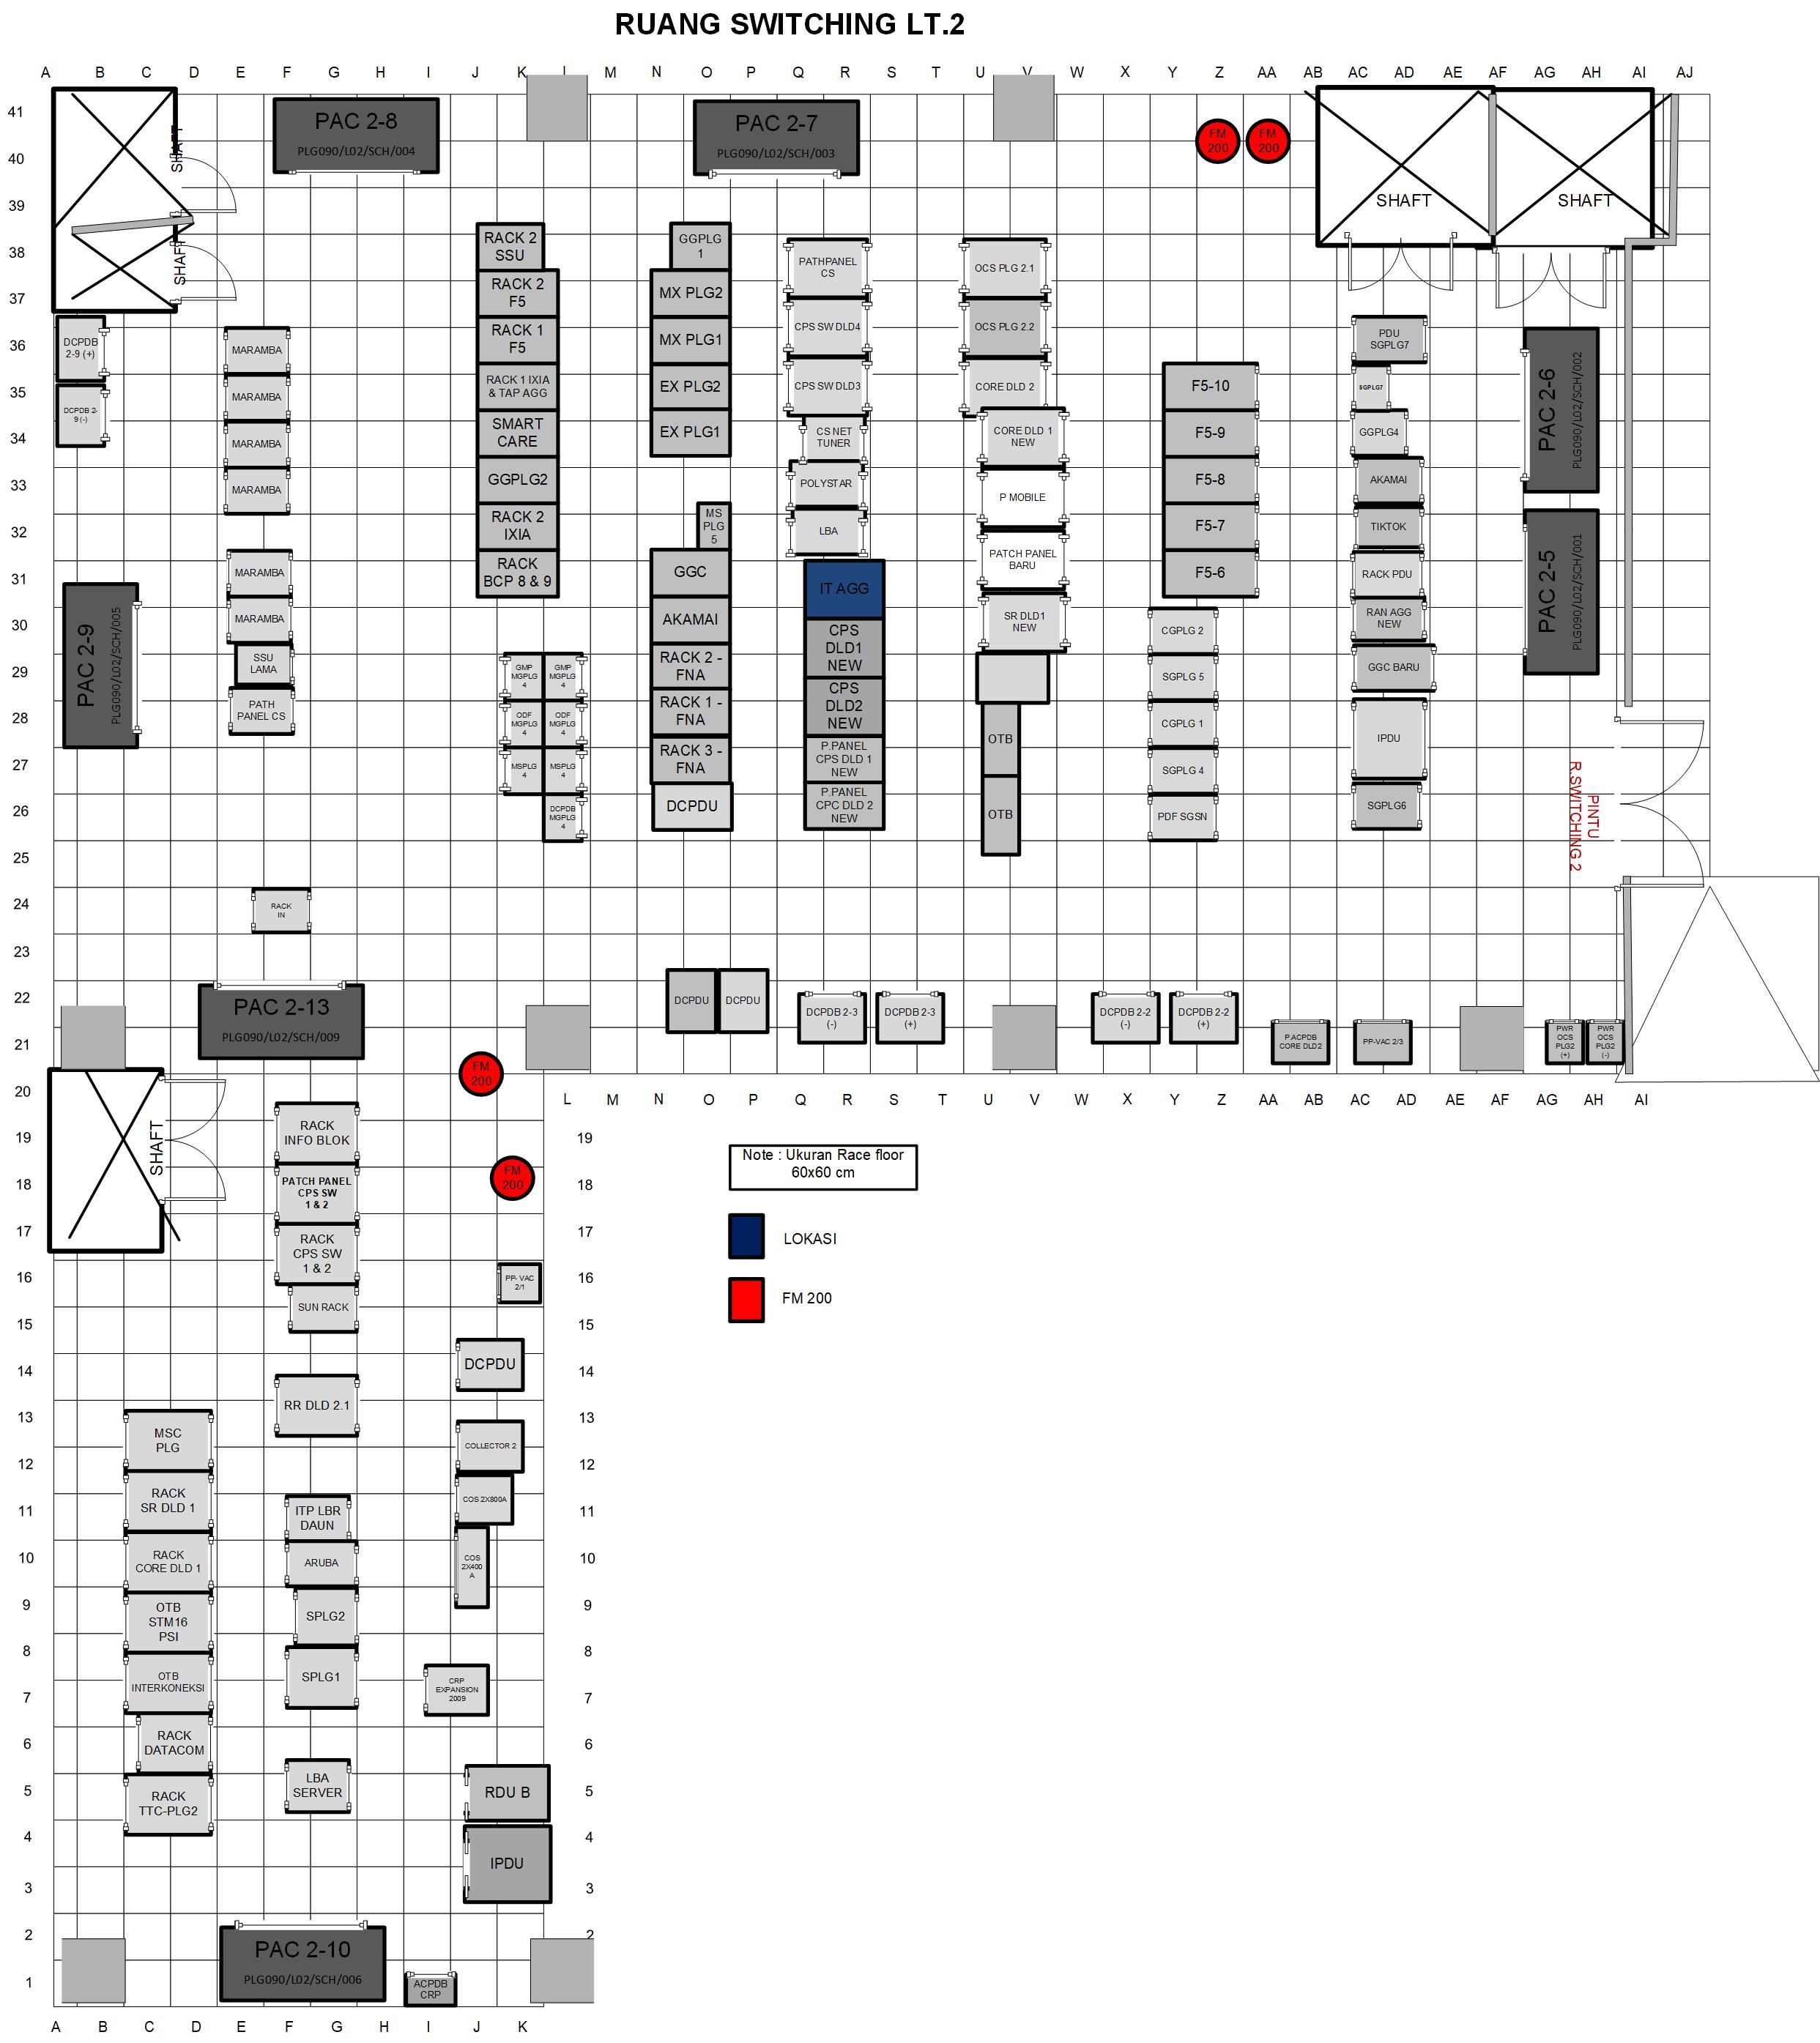 RUANG SWITCHING LT.2
A B C D E F G H I J K L M N O P Q R S T U V W X Y Z AA AB AC AD AE AF AG AH AI AJ
41
40
39
38
37
36
35
34
33
32
31
30
29
28
27
26
25
24
23
22
21
20
19
18
17
16
15
14
13
12
11
10
9
8
7
6
5
4
3
2
1
SHAFT
SHAFT
PAC 2-8
PLG090/L02/SCH/004
PAC 2-7
PLG090/L02/SCH/003
FM
200
FM
200
SHAFT
SHAFT
DCPDB
2-9 (+)
DCPDB 2-
9 (-)
PAC 2-9
PLG090/L02/SCH/005
MARAMBA
MARAMBA
MARAMBA
MARAMBA
MARAMBA
MARAMBA
SSU
LAMA
PATH
PANEL CS
RACK
IN
RACK 2
SSU
RACK 2
F5
RACK 1
F5
RACK 1 IXIA
& TAP AGG
SMART
CARE
GGPLG2
RACK 2
IXIA
RACK
BCP 8 & 9
GMP
MGPLG
4
GMP
MGPLG
4
ODF
MGPLG
4
ODF
MGPLG
4
MSPLG
4
MSPLG
4
DCPDB
MGPLG
4
GGPLG
1
MX PLG2
MX PLG1
EX PLG2
EX PLG1
MS
PLG
5
GGC
AKAMAI
RACK 2 -
FNA
RACK 1 -
FNA
RACK 3 -
FNA
DCPDU
PATHPANEL
CS
CPS SW DLD4
CPS SW DLD3
CS NET
TUNER
POLYSTAR
LBA
IT AGG
CPS
DLD1
NEW
CPS
DLD2
NEW
P.PANEL
CPS DLD 1
NEW
P.PANEL
CPC DLD 2
NEW
OCS PLG 2.1
OCS PLG 2.2
CORE DLD 2
CORE DLD 1
NEW
P MOBILE
PATCH PANEL
BARU
SR DLD1
NEW
OTB
OTB
F5-10
F5-9
F5-8
F5-7
F5-6
CGPLG 2
SGPLG 5
CGPLG 1
SGPLG 4
PDF SGSN
PDU
SGPLG7
SGPLG7
GGPLG4
AKAMAI
TIKTOK
RACK PDU
RAN AGG
NEW
GGC BARU
IPDU
SGPLG6
PAC 2-6
PLG090/L02/SCH/002
PAC 2-5
PLG090/L02/SCH/001
PINTU
R.SWITCHING 2
PAC 2-13
PLG090/L02/SCH/009
DCPDU
DCPDU
DCPDB 2-3
(-)
DCPDB 2-3
(+)
DCPDB 2-2
(-)
DCPDB 2-2
(+)
P.ACPDB
CORE DLD2
PP-VAC 2/3
PWR
OCS
PLG2
(+)
PWR
OCS
PLG2
(-)
FM
200
L M N O P Q R S T U V W X Y Z AA AB AC AD AE AF AG AH AI
SHAFT
RACK
INFO BLOK
PATCH PANEL
CPS SW
1 & 2
RACK
CPS SW
1 & 2
SUN RACK
RR DLD 2.1
FM
200
PP- VAC
2/1
DCPDU
COLLECTOR 2
COS 2X800A
COS
2X400
A
MSC
PLG
RACK
SR DLD 1
RACK
CORE DLD 1
OTB
STM16
PSI
OTB
INTERKONEKSI
RACK
DATACOM
RACK
TTC-PLG2
ITP LBR
DAUN
ARUBA
SPLG2
SPLG1
LBA
SERVER
CRP
EXPANSION
2009
RDU B
IPDU
PAC 2-10
PLG090/L02/SCH/006
ACPDB
CRP
19
18
17
16
15
14
13
12
11
10
9
8
7
6
5
4
3
2
Note : Ukuran Race floor
60x60 cm
LOKASI
FM 200
A B C D E F G H I J K